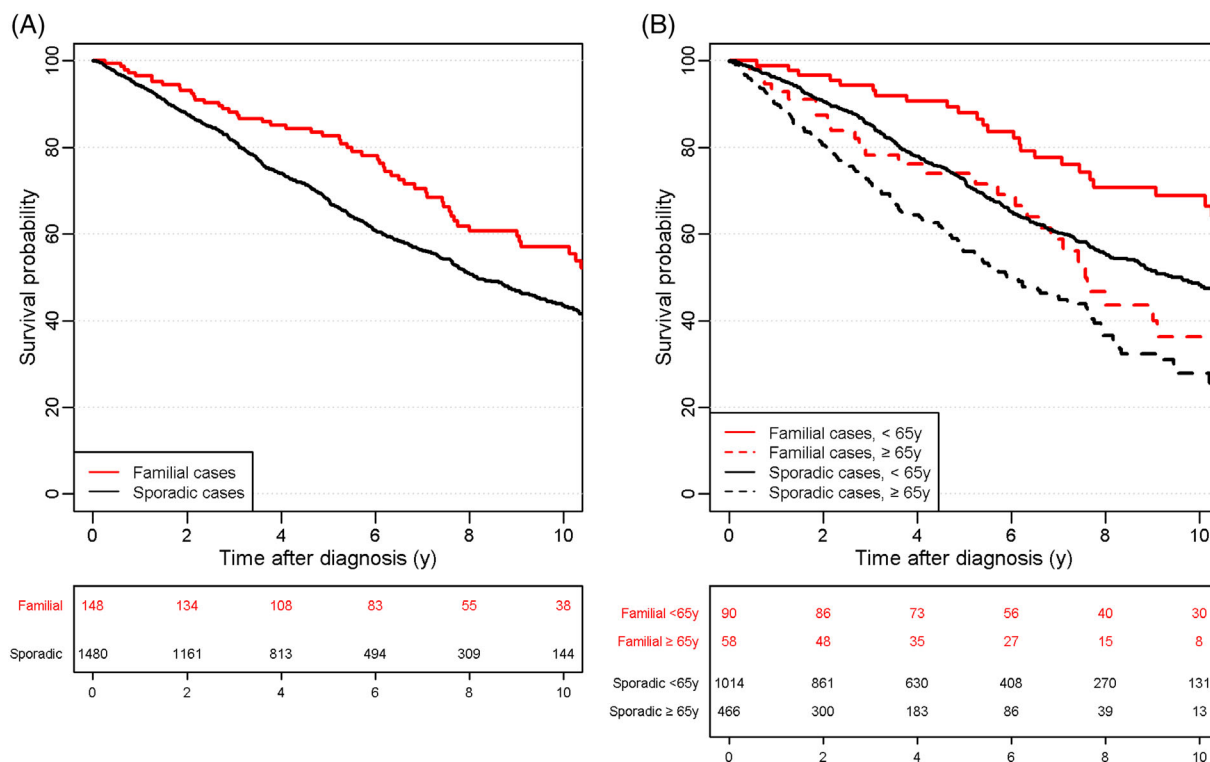 (A)
Survival probability
100
80
60
40
20
0
Familial cases
Sporadic cases
0 2 4 6 8 10
Time after diagnosis (y)
Familial 148 134 108 83 55 38
Sporadic 1480 1161 813 494 309 144
0 2 4 6 8 10
(B)
Survival probability
100
80
60
40
20
0
Familial cases, < 65y
Familial cases, ≥ 65y
Sporadic cases, < 65y
Sporadic cases, ≥ 65y
0 2 4 6 8 10
Time after diagnosis (y)
Familial <65y 90 86 73 56 40 30
Familial ≥ 65y 58 48 35 27 15 8
Sporadic <65y 1014 861 630 408 270 131
Sporadic ≥ 65y 466 300 183 86 39 13
0 2 4 6 8 10